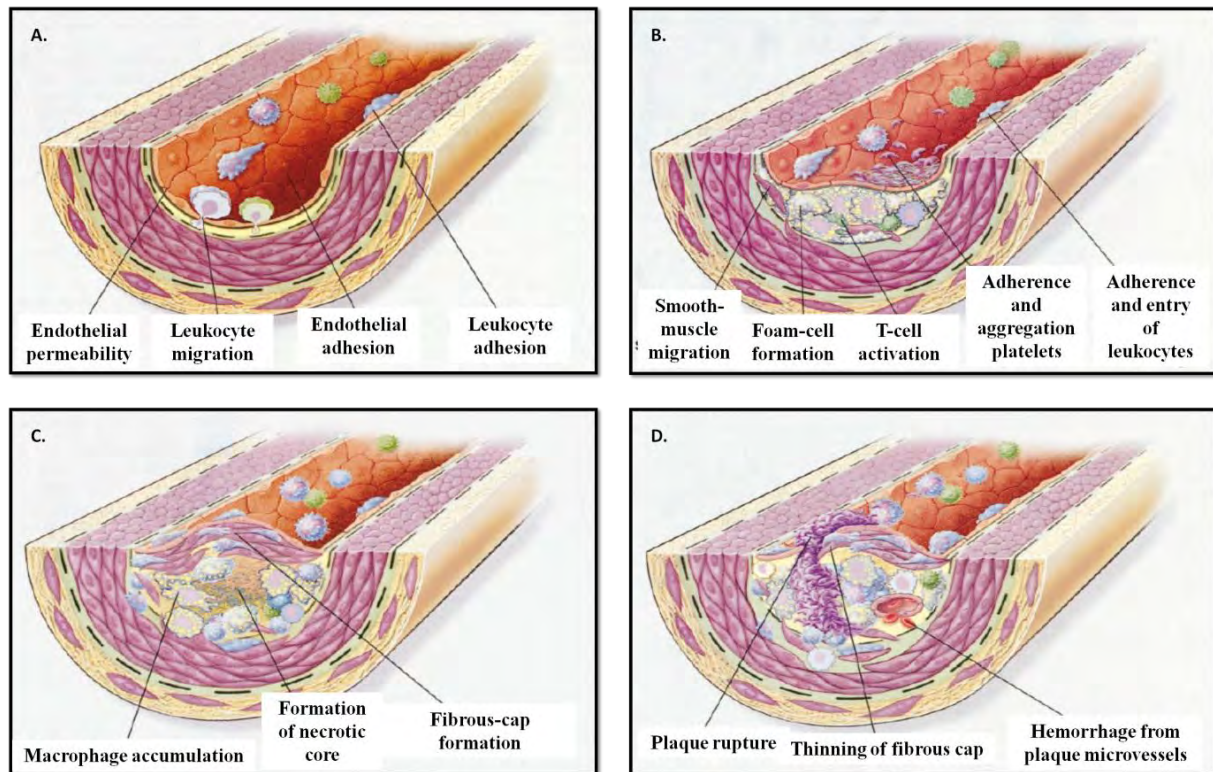 A.
Endothelial
permeability
Leukocyte
migration
Endothelial
adhesion
Leukocyte
adhesion
B.
Smooth-
muscle
migration
Foam-cell
formation
T-cell
activation
Adherence
and
aggregation
platelets
Adherence
and entry
of
leukocytes
C.
Macrophage accumulation
Formation
of necrotic
core
Fibrous-cap
formation
D.
Plaque rupture
Thinning of fibrous cap
Hemorrhage from
plaque microvessels